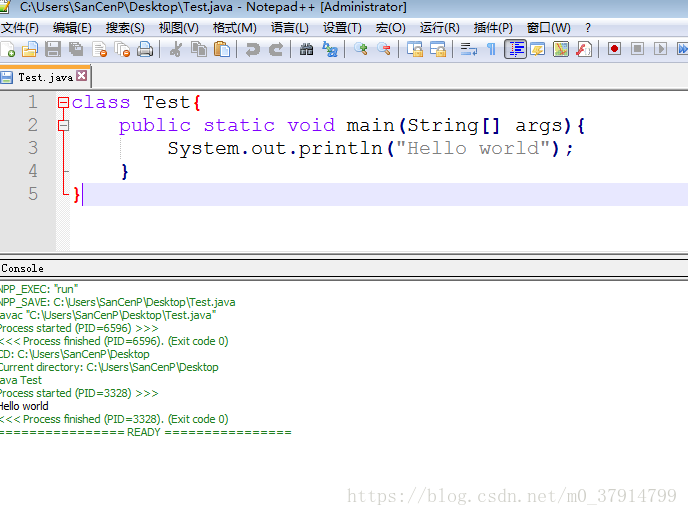 C:\Users\SanCenP\Desktop\Test.java - Notepad++ [Administrator]
文件(F) 编辑(E) 搜索(S) 视图(V) 格式(M) 语言(L) 设置(T) 宏(O) 运行(R) 插件(P) 窗口(W) ?
Test.java
1 class Test{
2 public static void main(String[] args){
3 System.out.println("Hello world");
4 }
5 }
Console
NPP_EXEC: "run"
NPP_SAVE: C:\Users\SanCenP\Desktop\Test.java
javac "C:\Users\SanCenP\Desktop\Test.java"
Process started (PID=6596) >>>
<<< Process finished (PID=6596). (Exit code 0)
CD: C:\Users\SanCenP\Desktop
Current directory: C:\Users\SanCenP\Desktop
java Test
Process started (PID=3328) >>>
Hello world
<<< Process finished (PID=3328). (Exit code 0)
================ READY ================
https://blog.csdn.net/m0_37914799